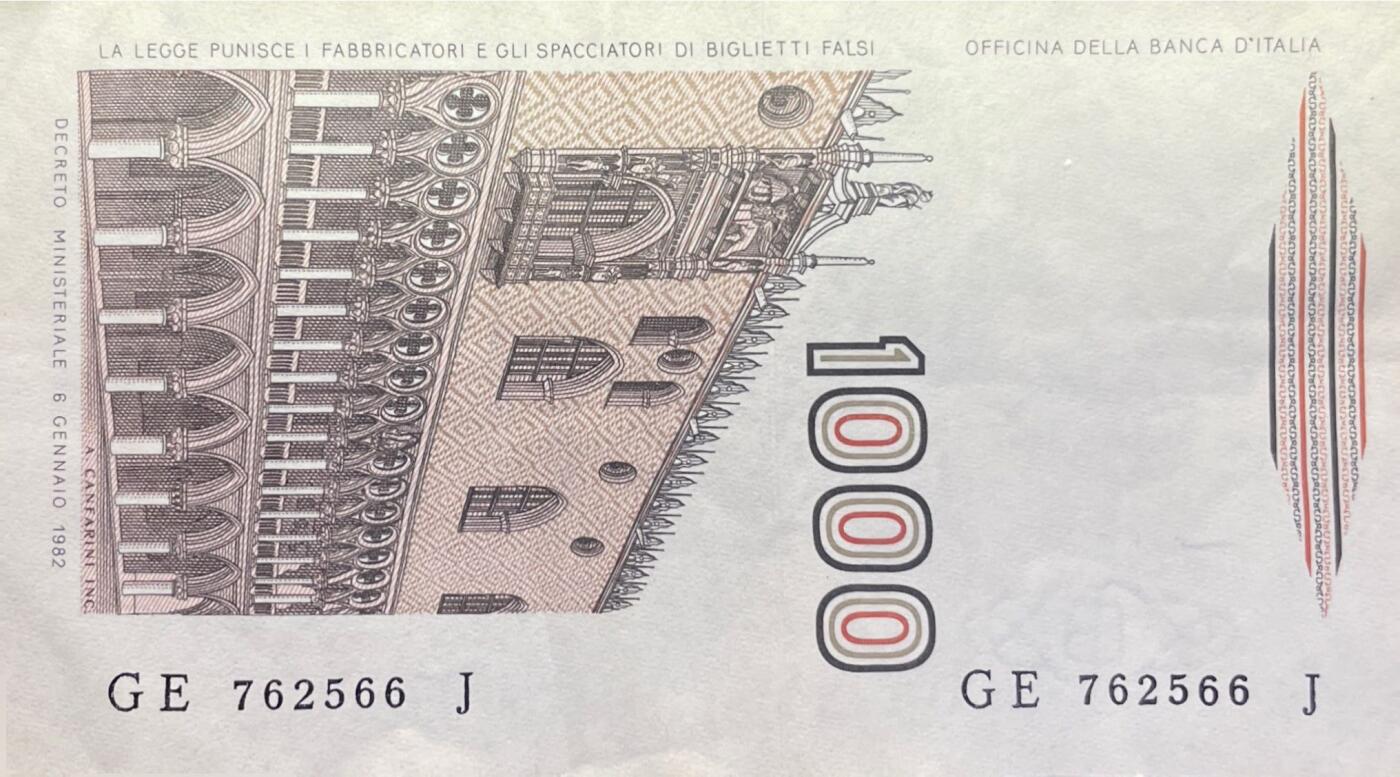 LA LEGGE PUNISCE I FABBRICATORI E GLI SPACCIATORI DI BIGLIETTI FALSI
OFFICINA DELLA BANCA D'ITALIA
DECRETO MINISTERIALE 6 GENNAIO 1982
A. CANFARINI INC.
1000
GE 762566 J
GE 762566 J